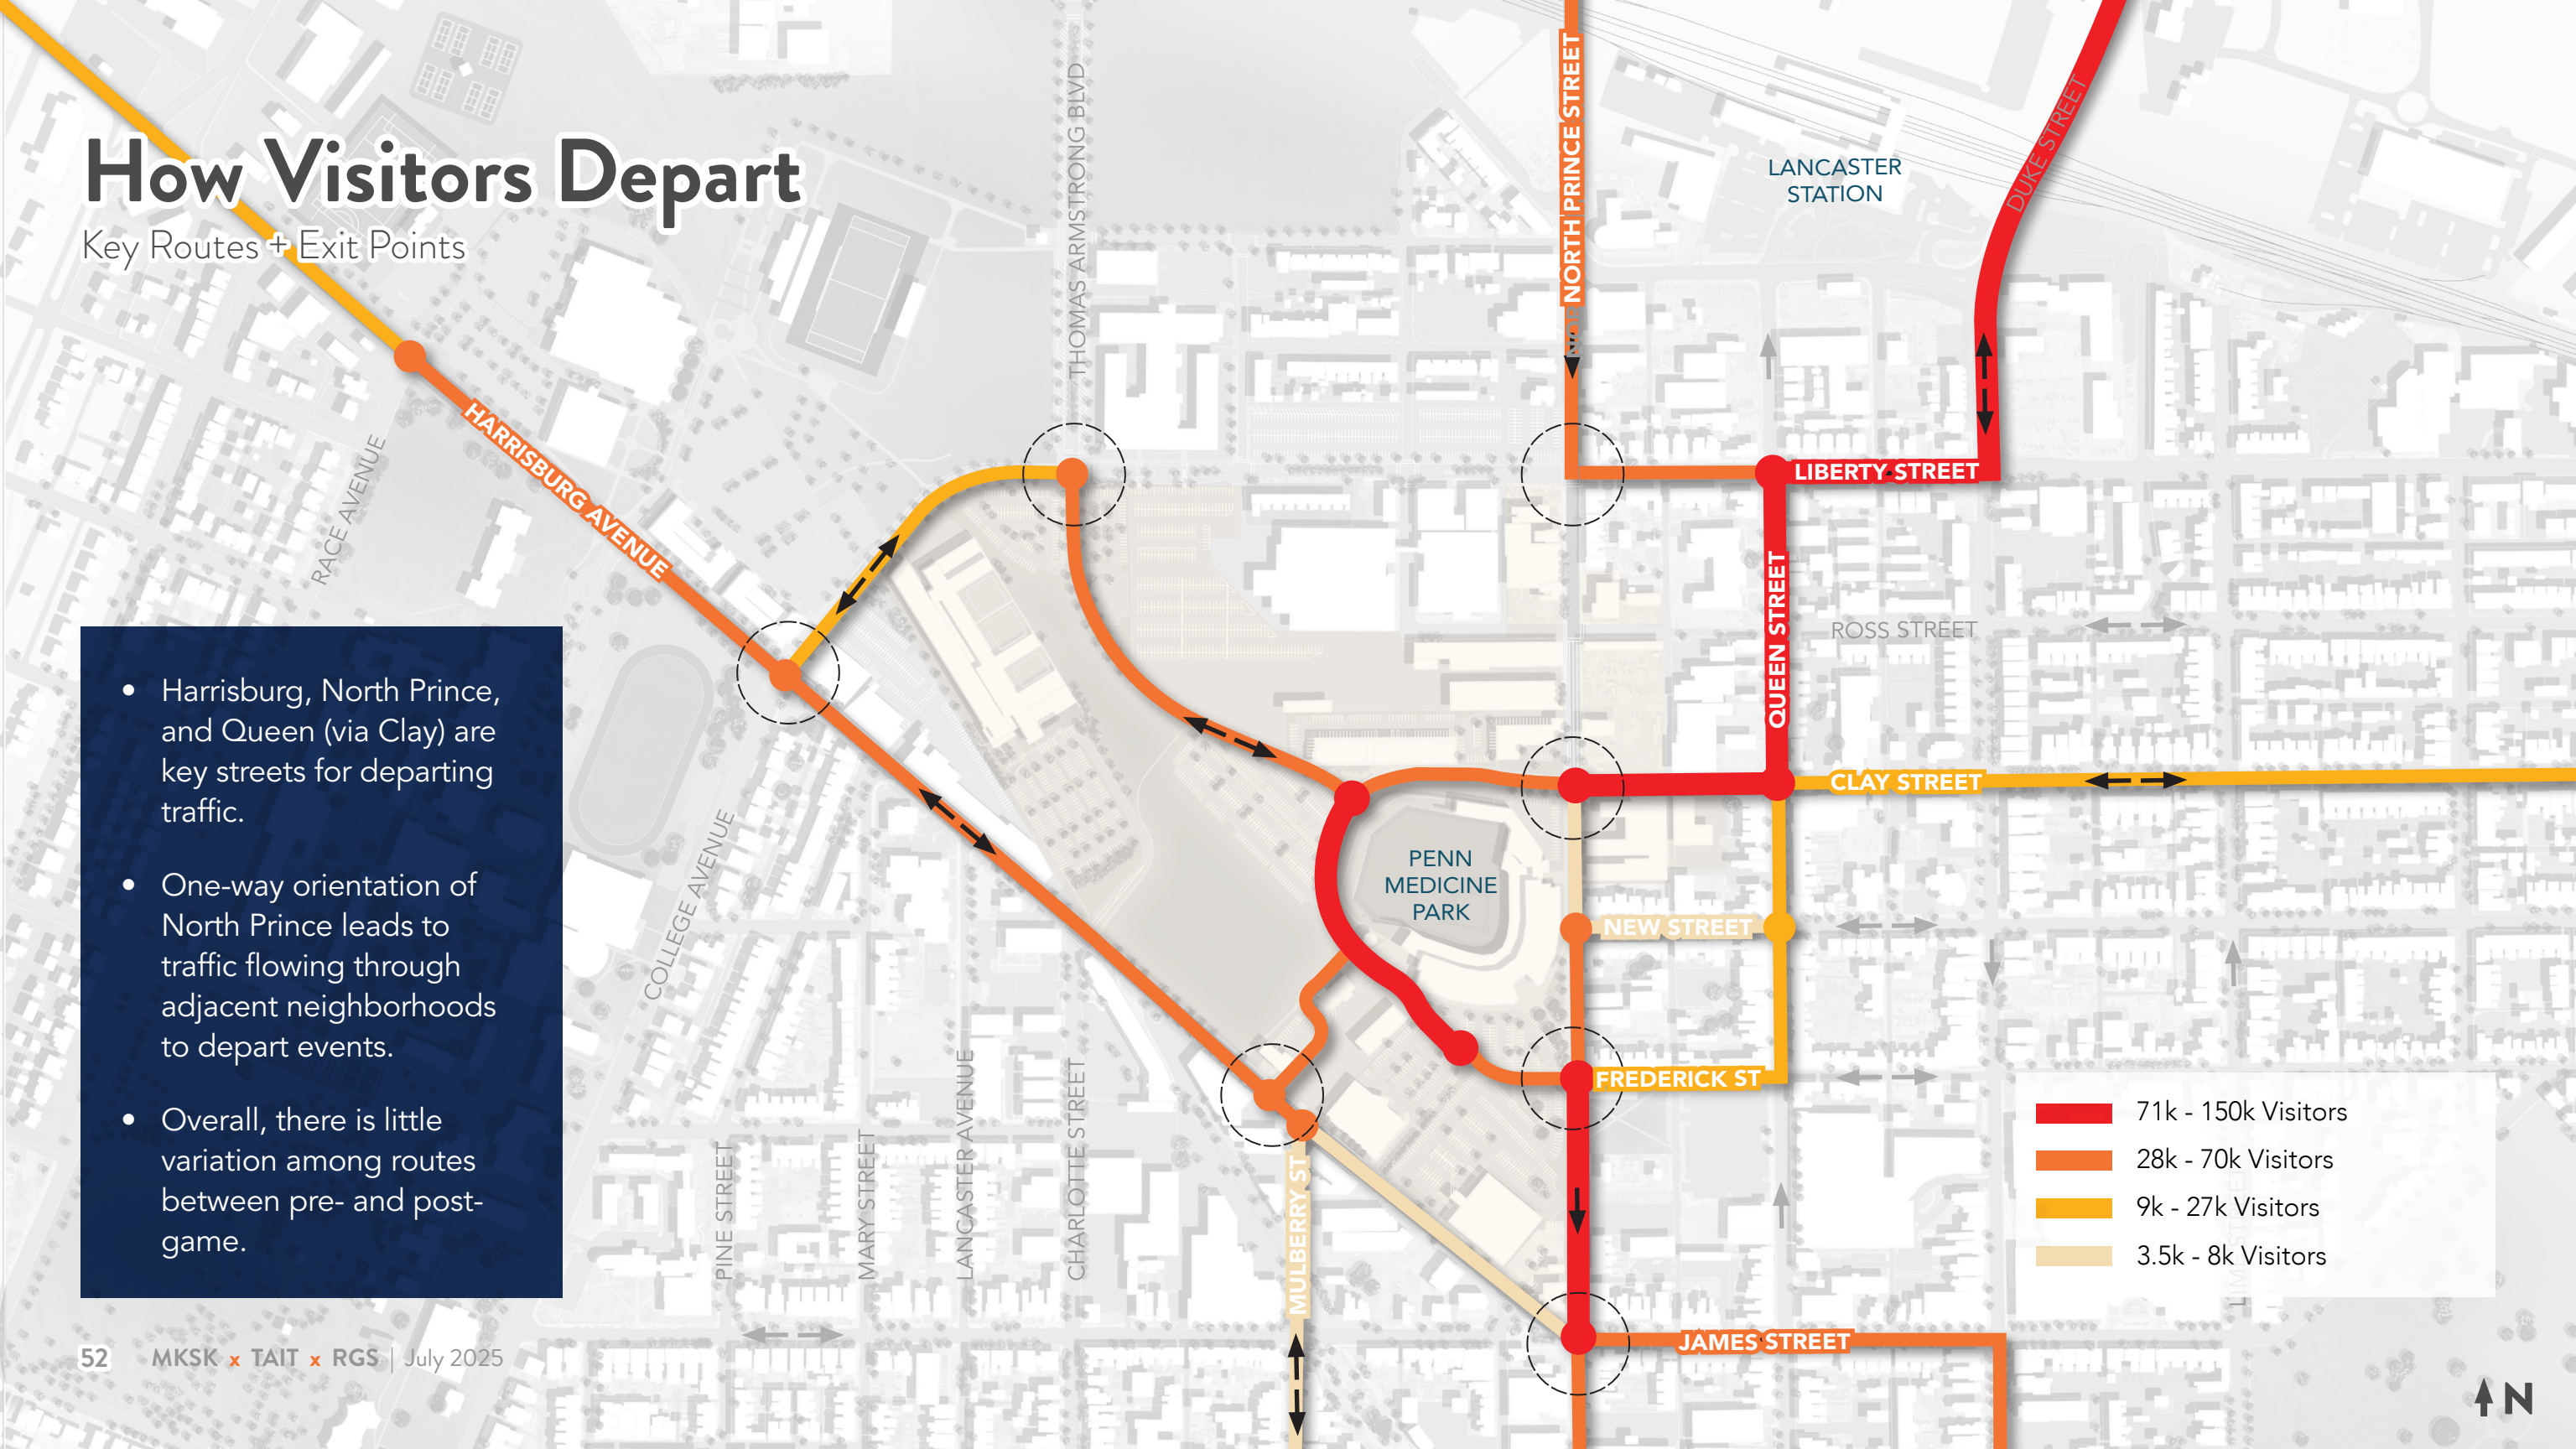 How Visitors Depart
Key Routes + Exit Points
• Harrisburg, North Prince,
and Queen (via Clay) are
key streets for departing
traffic.
• One-way orientation of
North Prince leads to
traffic flowing through
adjacent neighborhoods
to depart events.
• Overall, there is little
variation among routes
between pre- and post-
game.
HARRISBURG AVENUE
RACE AVENUE
COLLEGE AVENUE
THOMAS ARMSTRONG BLVD
NORTH PRINCE STREET
LANCASTER
STATION
DUKE STREET
LIBERTY STREET
QUEEN STREET
ROSS STREET
CLAY STREET
PENN
MEDICINE
PARK
NEW STREET
FREDERICK ST
PINE STREET
MARY STREET
LANCASTER AVENUE
CHARLOTTE STREET
MULBERRY ST
JAMES STREET
71k - 150k Visitors
28k - 70k Visitors
9k - 27k Visitors
3.5k - 8k Visitors
52 MKSK x TAIT x RGS | July 2025
N